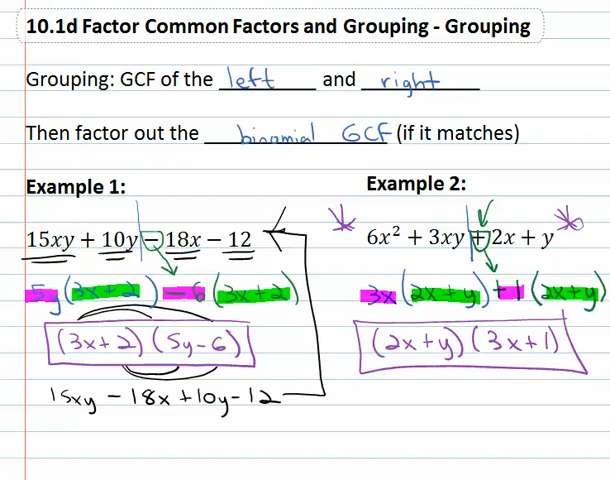 10.1d Factor Common Factors and Grouping - Grouping
Grouping: GCF of the left and right
Then factor out the binomial GCF (if it matches)
Example 1:
15xy + 10y − 18x − 12
5y(3x+2) −6(3x+2)
(3x+2)(5y−6)
15xy − 18x + 10y − 12
Example 2:
6x² + 3xy + 2x + y
3x(2x+y) +1(2x+y)
(2x+y)(3x+1)